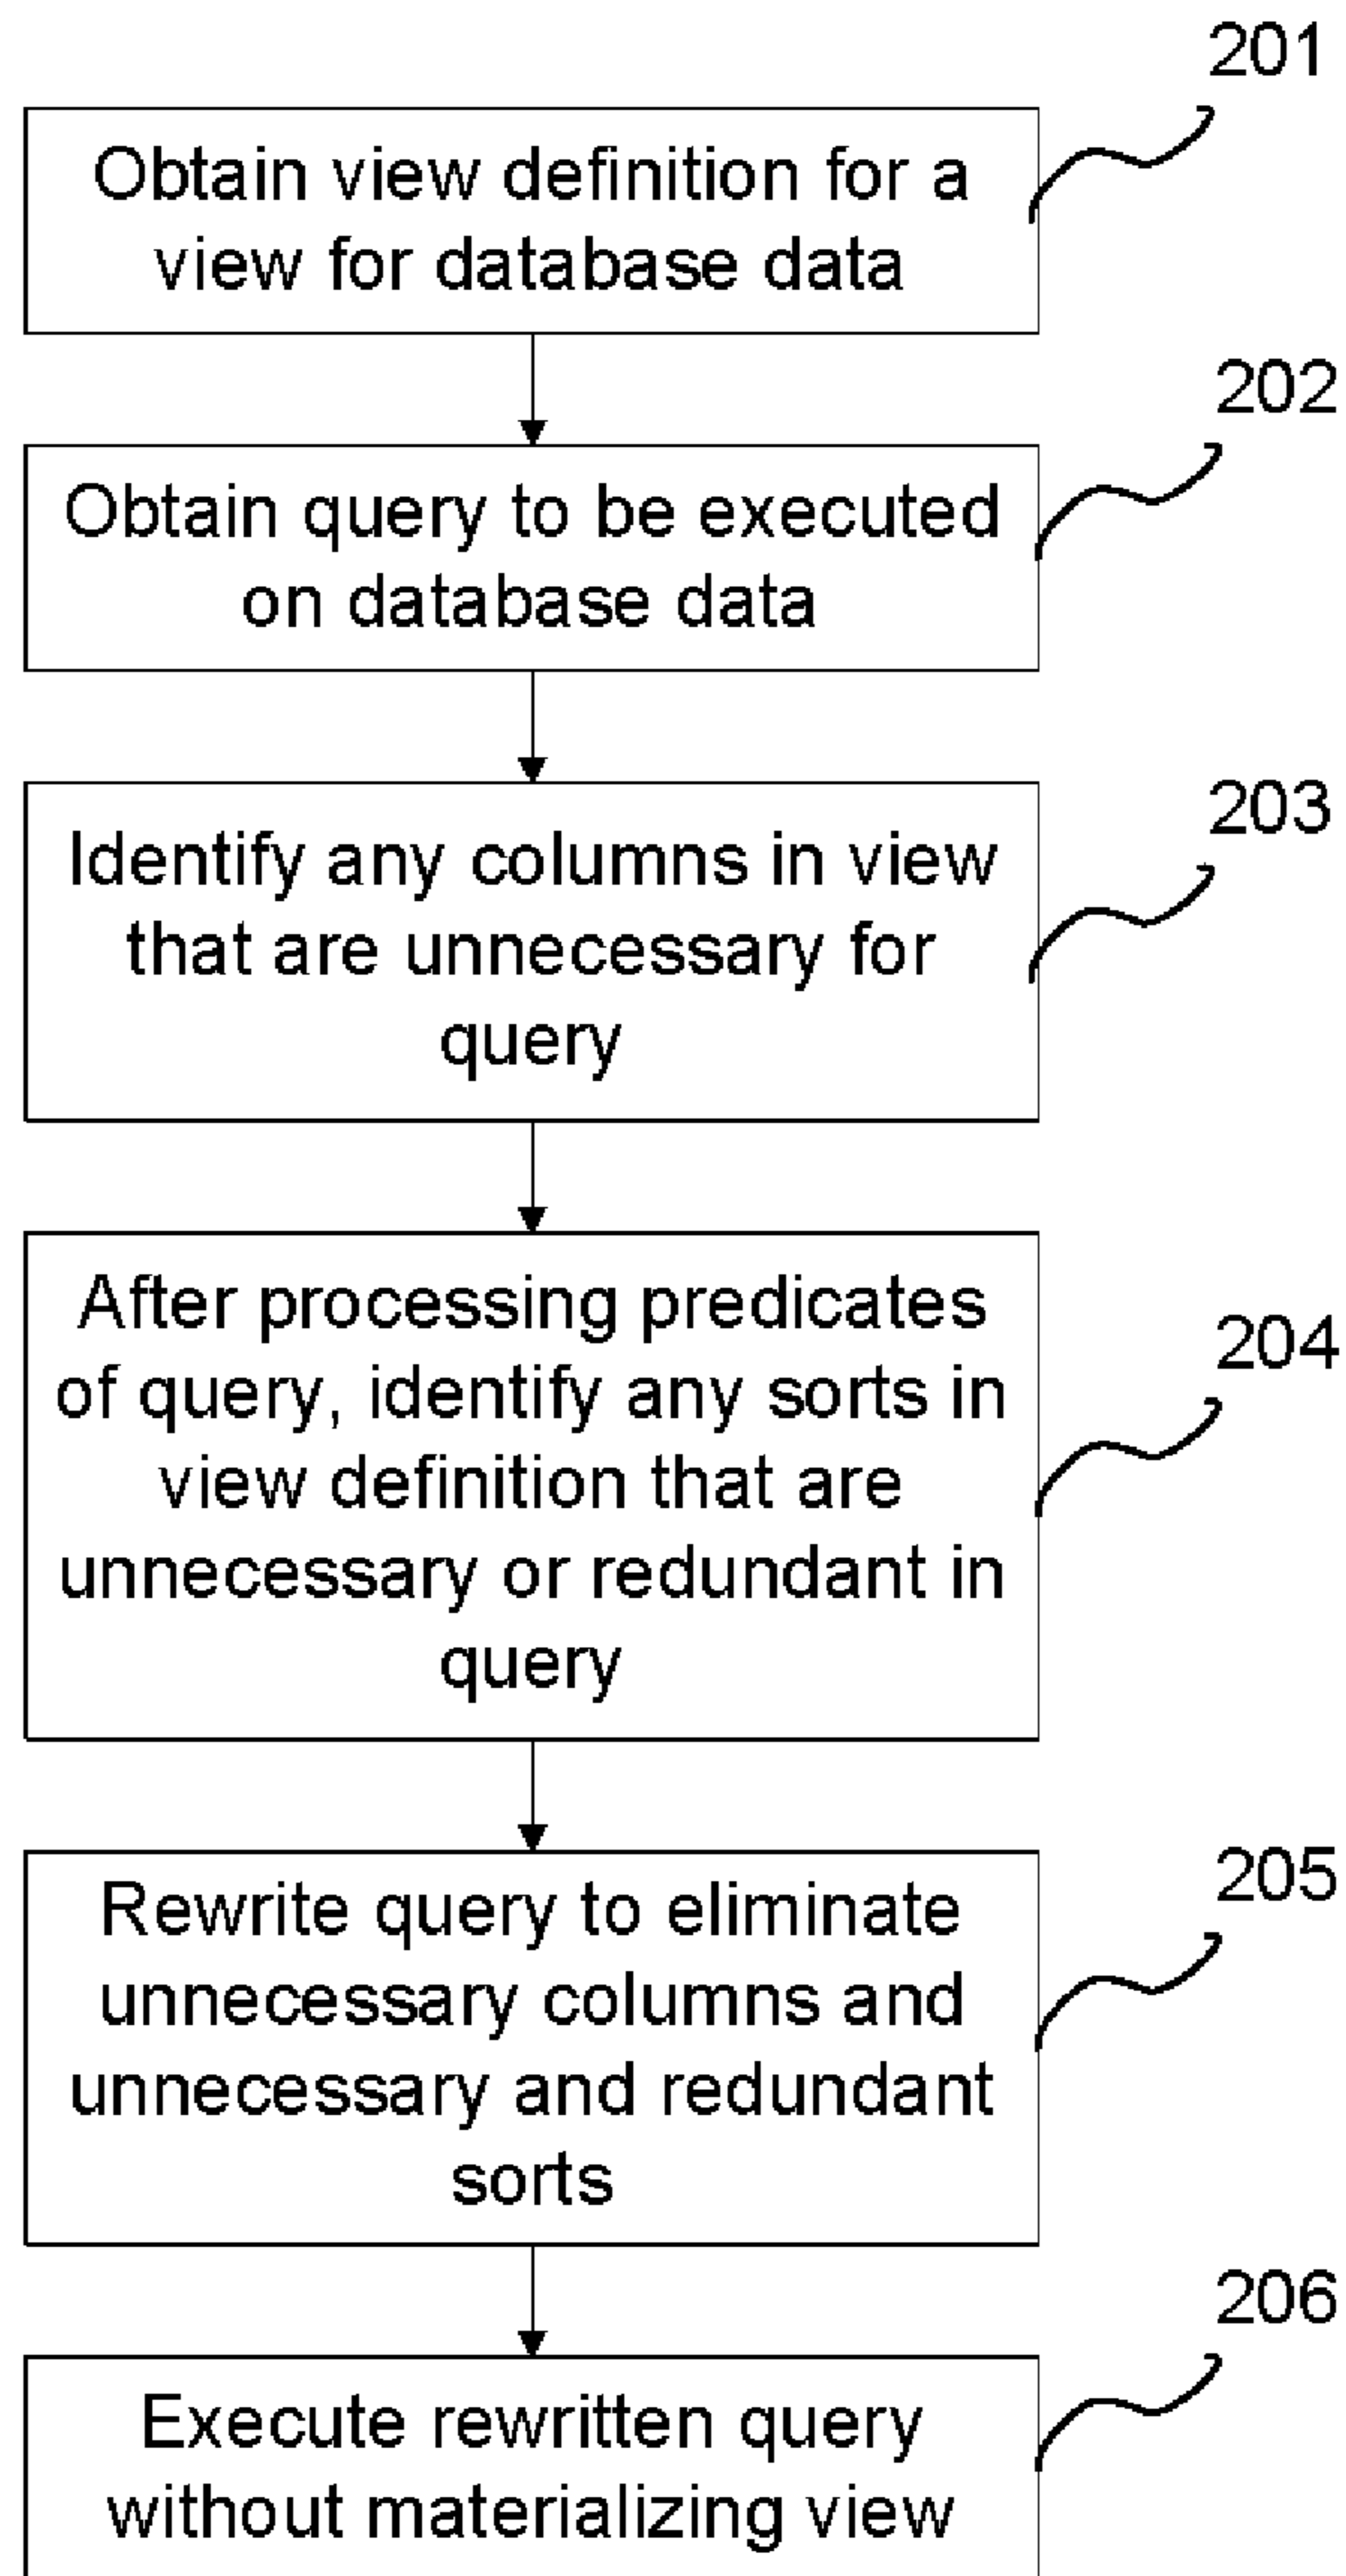 201
Obtain view definition for a
view for database data
202
Obtain query to be executed
on database data
203
Identify any columns in view
that are unnecessary for
query
After processing predicates
of query, identify any sorts in
view definition that are
unnecessary or redundant in
query
204
205
Rewrite query to eliminate
unnecessary columns and
unnecessary and redundant
sorts
206
Execute rewritten query
without materializing view